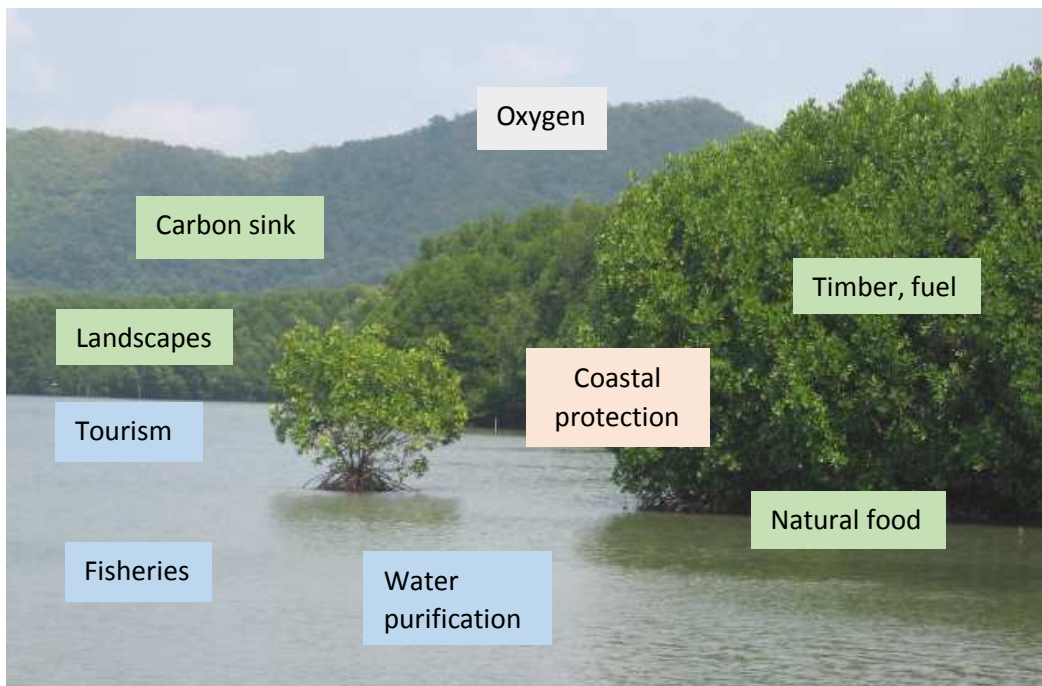 Oxygen
Carbon sink
Timber, fuel
Landscapes
Coastal
protection
Tourism
Natural food
Fisheries
Water
purification